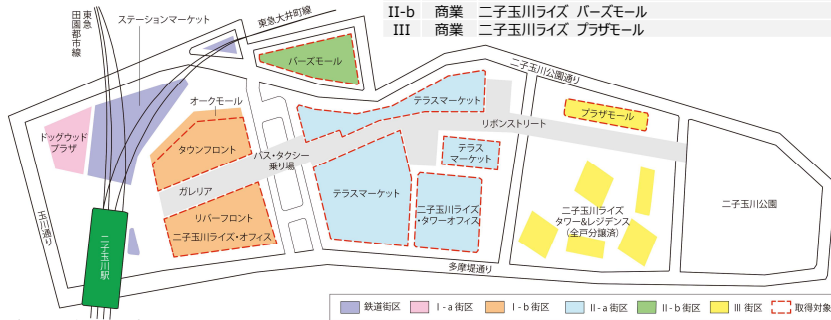 II-b 商業 二子玉川ライズ バーズモール
III 商業 二子玉川ライズ プラザモール
東急
田園都市線
ステーションマーケット
東急大井町線
バーズモール
二子玉川公園通り
オークモール
テラスマーケット
プラザモール
リボンストリート
ドッグウッド
プラザ
タウンフロント
バス・タクシー
乗り場
テラス
マーケット
ガレリア
テラスマーケット
二子玉川公園
玉川通り
リバーフロント
二子玉川ライズ・オフィス
二子玉川ライズ
・タワーオフィス
二子玉川ライズ
タワー&レジデンス
(全戸分譲済)
二子玉川駅
多摩堤通り
鉄道街区
I-a 街区
I-b 街区
II-a 街区
II-b 街区
III 街区
取得対象